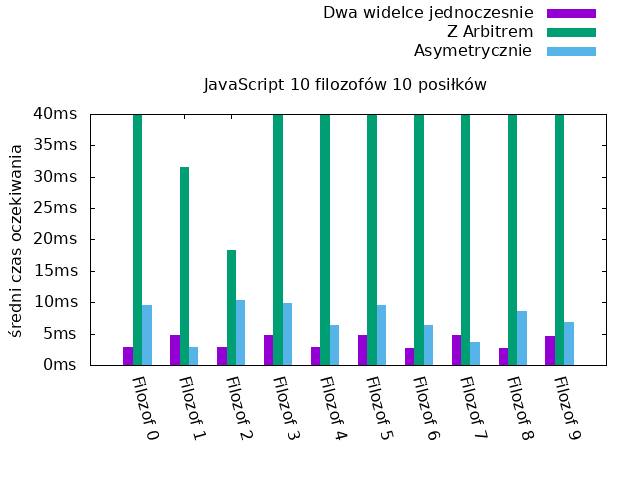 Dwa widelce jednoczesnie
Z Arbitrem
Asymetrycznie
JavaScript 10 filozofów 10 posiłków
średni czas oczekiwania
40ms
35ms
30ms
25ms
20ms
15ms
10ms
5ms
0ms
Filozof 0
Filozof 1
Filozof 2
Filozof 3
Filozof 4
Filozof 5
Filozof 6
Filozof 7
Filozof 8
Filozof 9